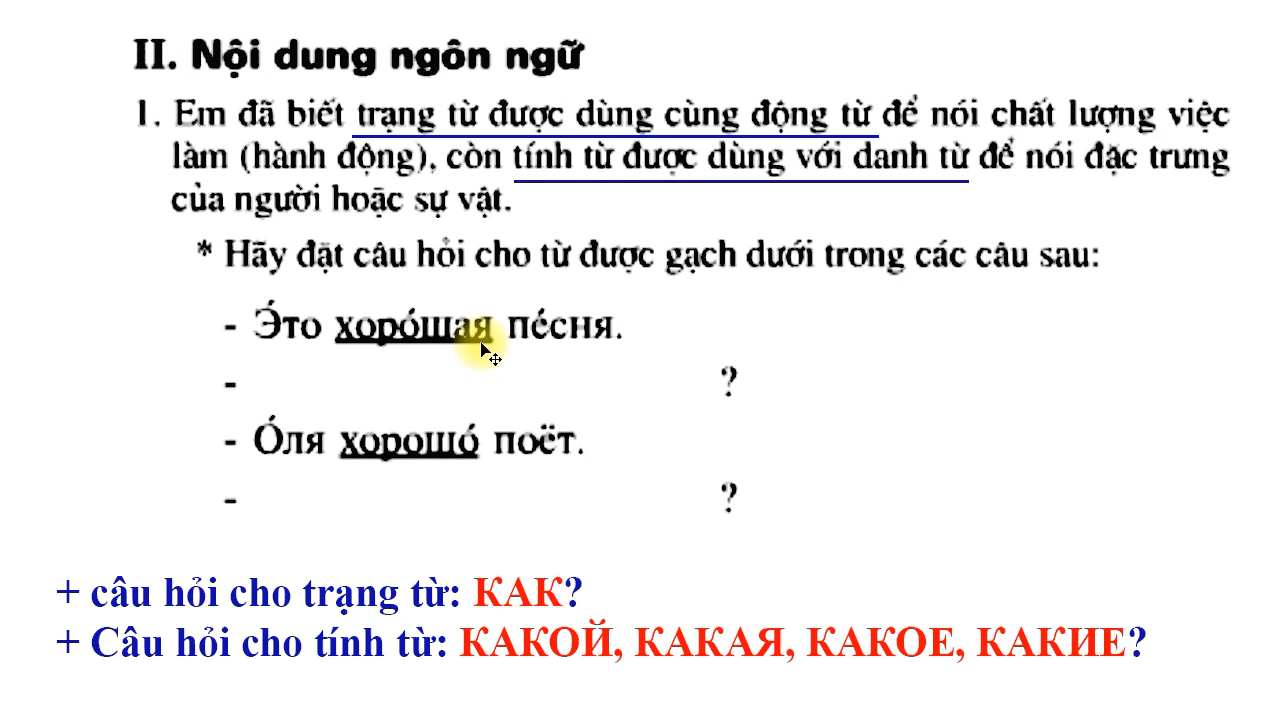 II. Nội dung ngôn ngữ
1. Em đã biết trạng từ được dùng cùng động từ để nói chất lượng việc
làm (hành động), còn tính từ được dùng với danh từ để nói đặc trưng
của người hoặc sự vật.
* Hãy đặt câu hỏi cho từ được gạch dưới trong các câu sau:
- Э́то хоро́шая пе́сня.
- ?
- О́ля хорошо́ поёт.
- ?
+ câu hỏi cho trạng từ: КАК?
+ Câu hỏi cho tính từ: КАКОЙ, КАКАЯ, КАКОЕ, КАКИЕ?